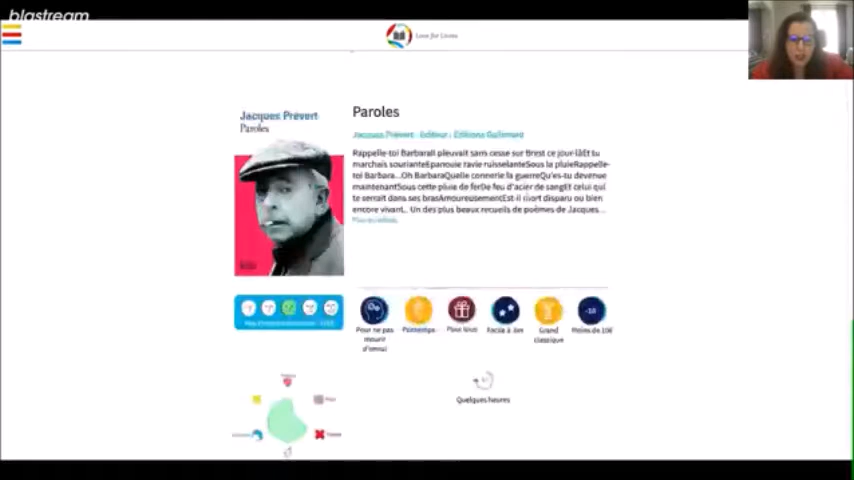 blastream
Love for Livres
Jacques Prévert
Paroles
Paroles
Jacques Prévert - Editeur : Editions Gallimard
Rappelle-toi BarbaraIl pleuvait sans cesse sur Brest ce jour-làEt tu
marchais sourianteEpanouie ravie ruisselanteSous la pluieRappelle-
toi Barbara...Oh BarbaraQuelle connerie la guerreQu'es-tu devenue
maintenantSous cette pluie de ferDe feu d'acier de sangEt celui qui
te serrait dans ses brasAmoureusementEst-il mort disparu ou bien
encore vivant... Un des plus beaux recueils de poèmes de Jacques...
Pour ne pas
mourir
d'ennui
Printemps
Pour Noël
Facile à lire
Grand
classique
-10
Moins de 10€
Quelques heures